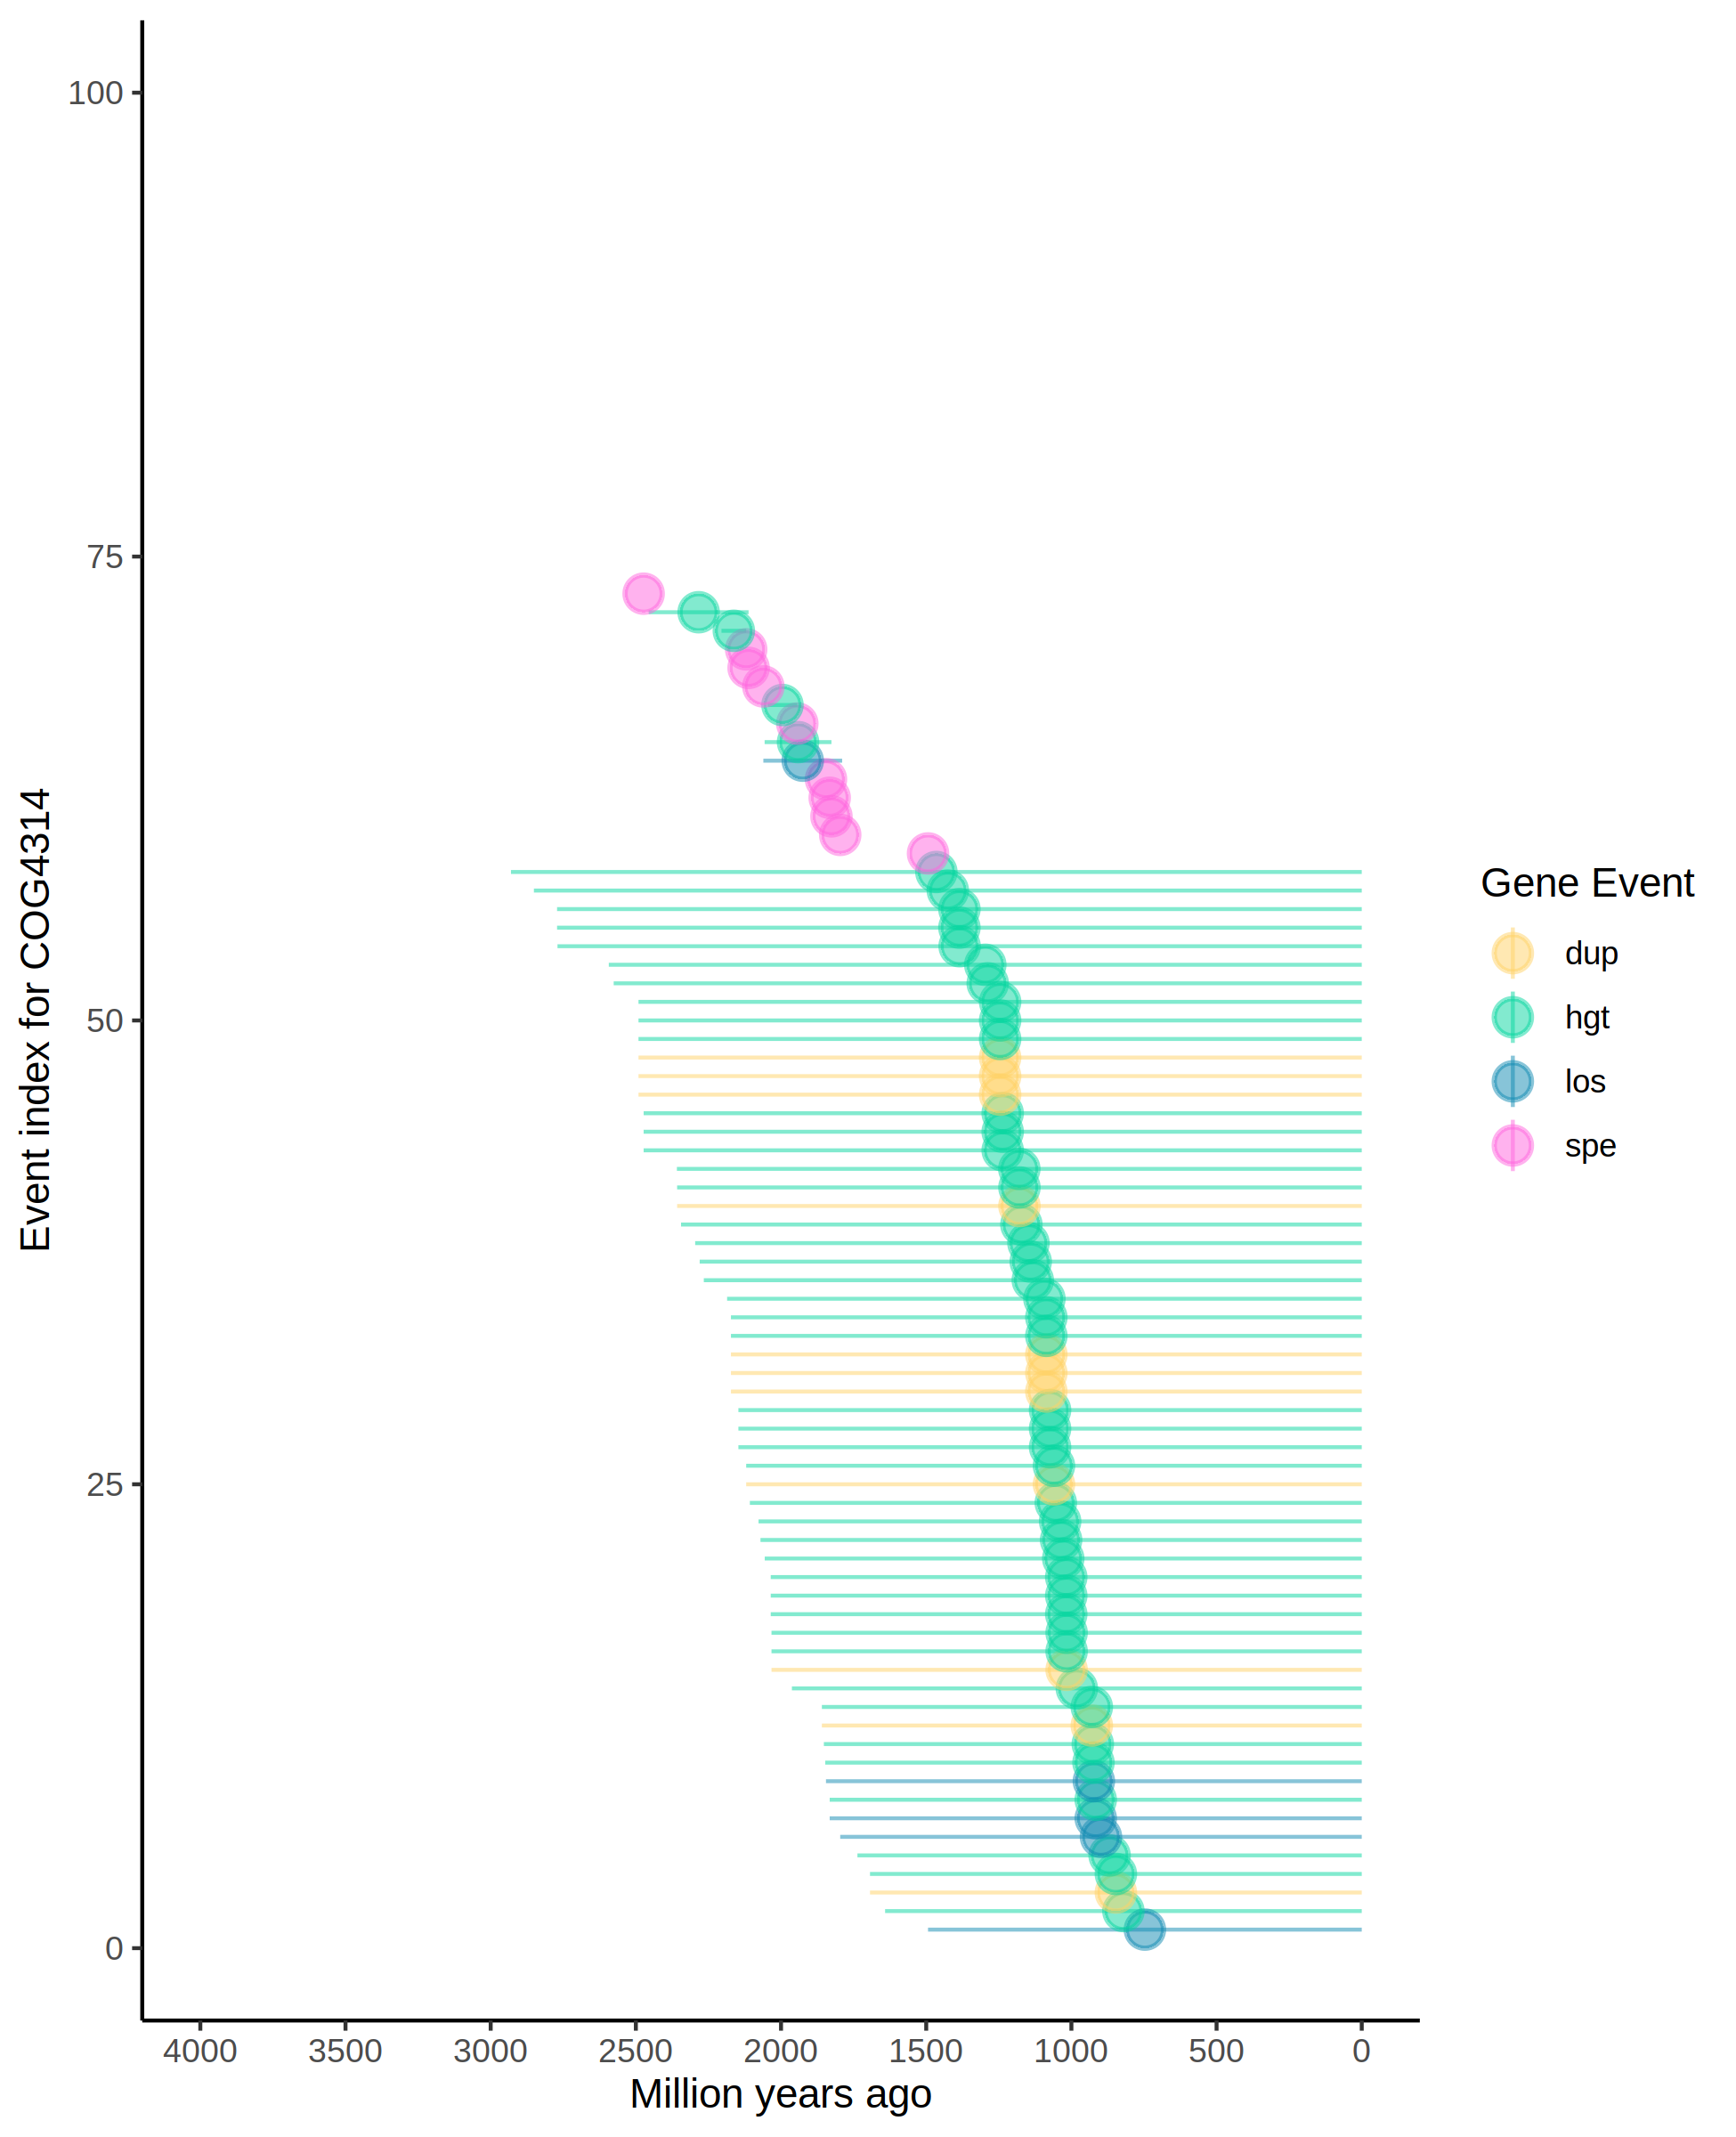 100
75
50
25
0
Event index for COG4314
4000 3500 3000 2500 2000 1500 1000 500 0
Million years ago
Gene Event
dup
hgt
los
spe